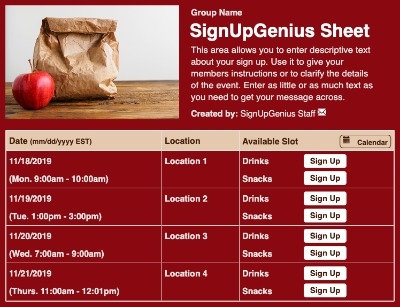 Group Name
SignUpGenius Sheet
This area allows you to enter descriptive text
about your sign up. Use it to give your
members instructions or to clarify the details
of the event. Enter as little or as much text as
you need to get your message across.
Created by: SignUpGenius Staff
Date (mm/dd/yyyy EST) Location Available Slot Calendar
11/18/2019 Location 1 Drinks Sign Up
(Mon. 9:00am - 10:00am) Snacks Sign Up
11/19/2019 Location 2 Drinks Sign Up
(Tue. 1:00pm - 3:00pm) Snacks Sign Up
11/20/2019 Location 3 Drinks Sign Up
(Wed. 7:00am - 9:00am) Snacks Sign Up
11/21/2019 Location 4 Drinks Sign Up
(Thurs. 11:00am - 12:01pm) Snacks Sign Up